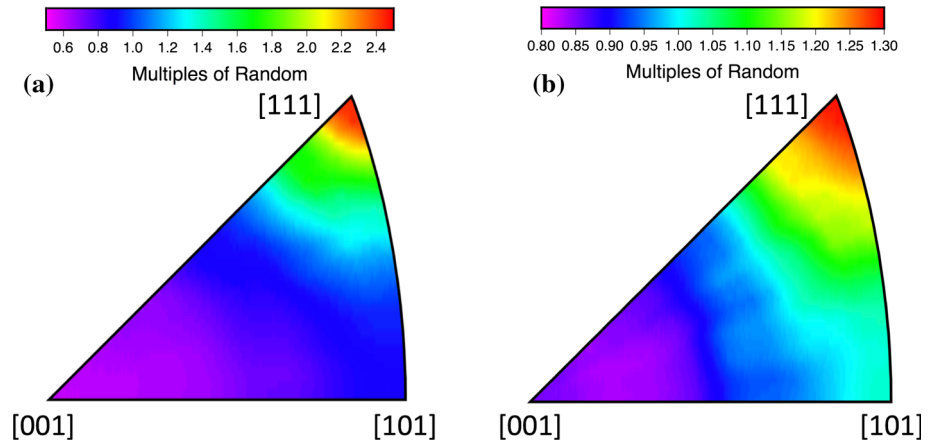 0.6 0.8 1.0 1.2 1.4 1.6 1.8 2.0 2.2 2.4
Multiples of Random
(a)
[111]
[001]
[101]
0.80 0.85 0.90 0.95 1.00 1.05 1.10 1.15 1.20 1.25 1.30
Multiples of Random
(b)
[111]
[001]
[101]